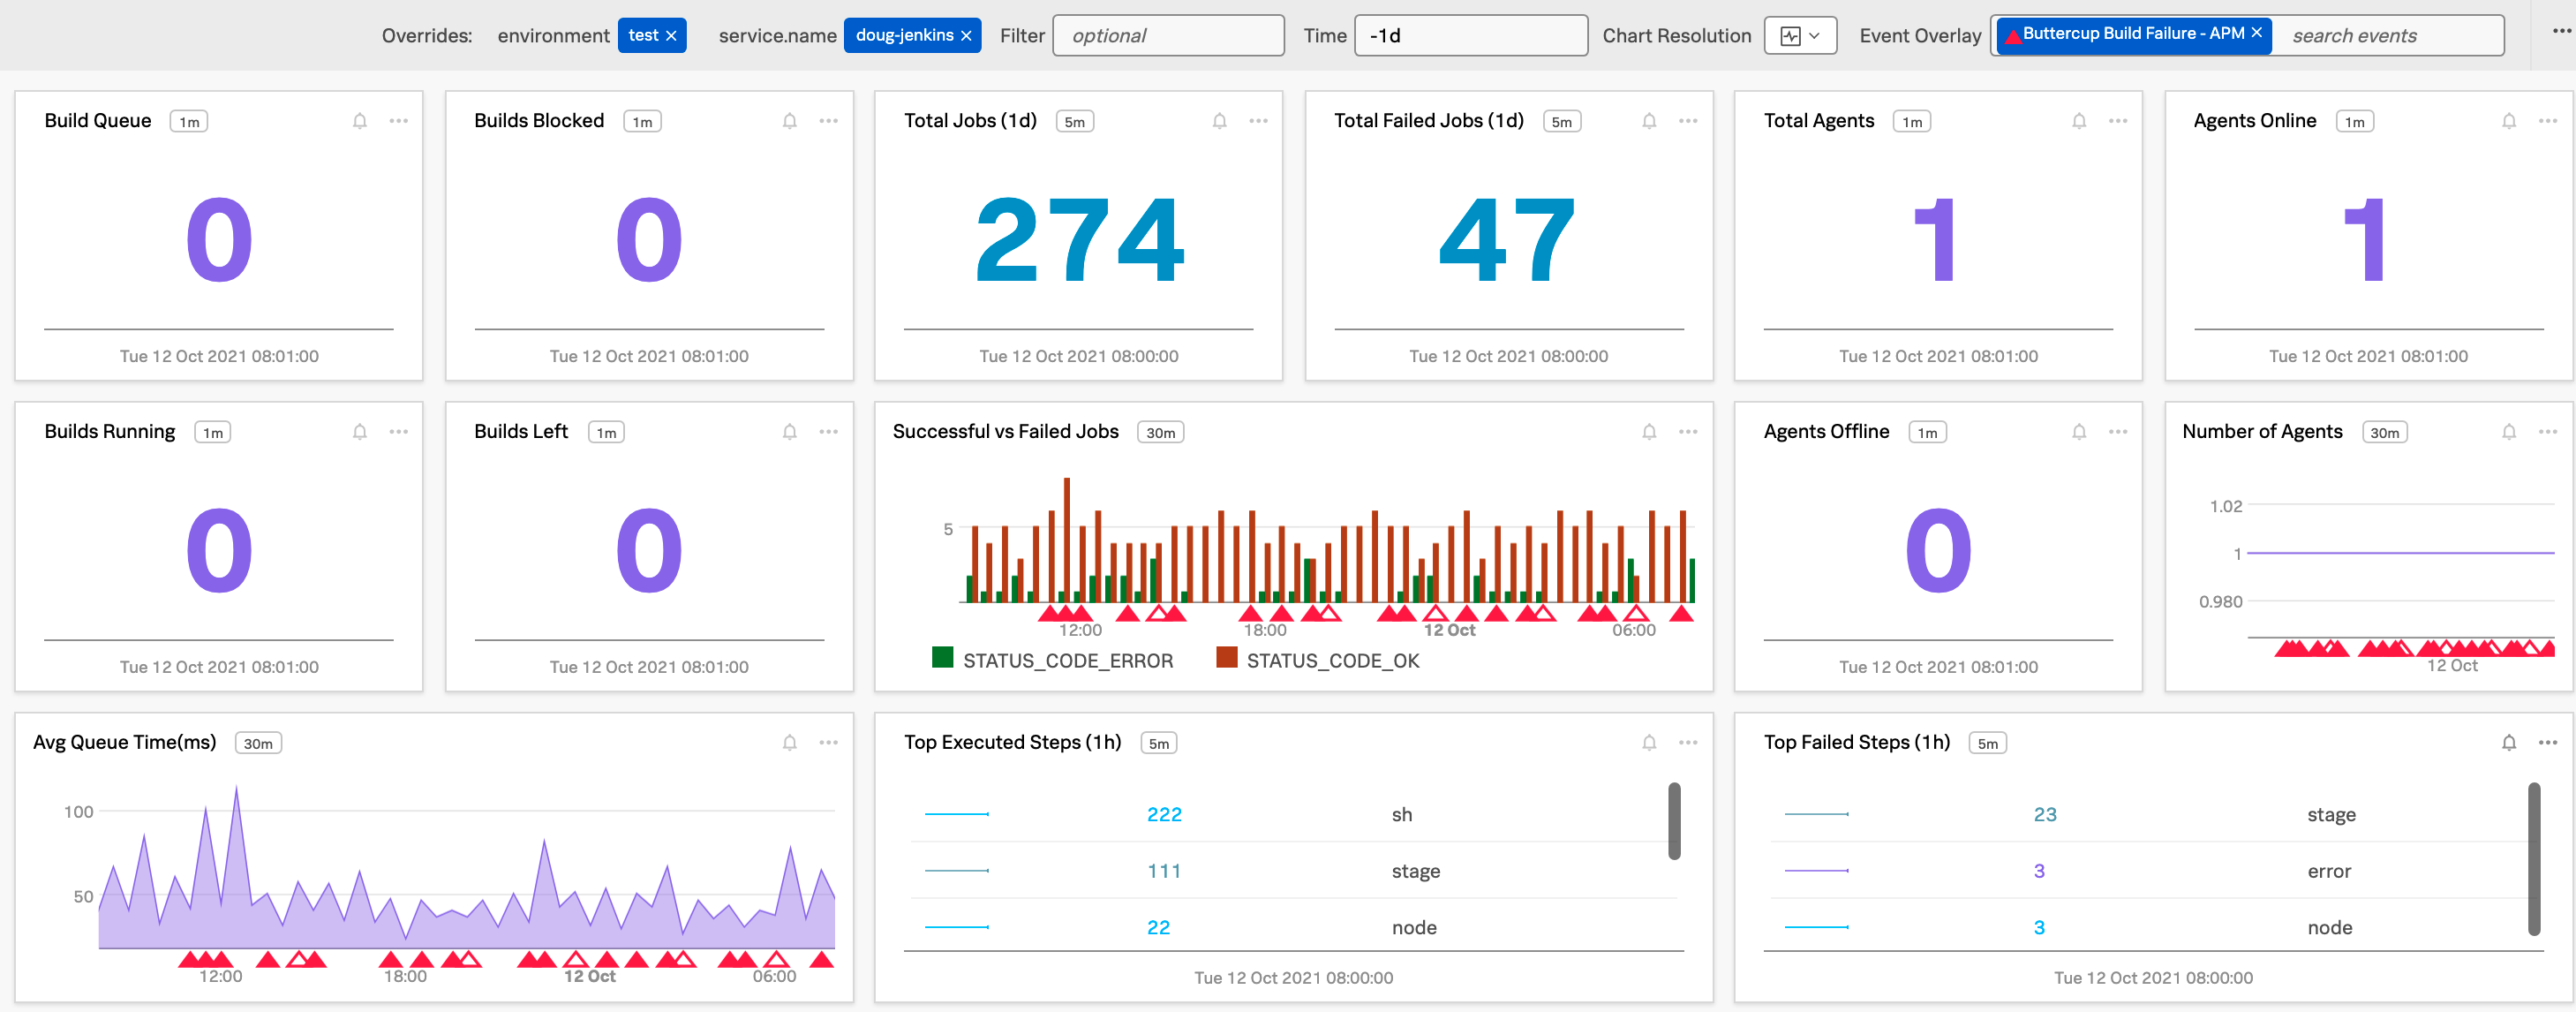 Overrides: environment test × service.name doug-jenkins × Filter optional Time -1d Chart Resolution Event Overlay Buttercup Build Failure - APM × search events
Build Queue 1m
0
Tue 12 Oct 2021 08:01:00
Builds Blocked 1m
0
Tue 12 Oct 2021 08:01:00
Total Jobs (1d) 5m
274
Tue 12 Oct 2021 08:00:00
Total Failed Jobs (1d) 5m
47
Tue 12 Oct 2021 08:00:00
Total Agents 1m
1
Tue 12 Oct 2021 08:01:00
Agents Online 1m
1
Tue 12 Oct 2021 08:01:00
Builds Running 1m
0
Tue 12 Oct 2021 08:01:00
Builds Left 1m
0
Tue 12 Oct 2021 08:01:00
Successful vs Failed Jobs 30m
5
12:00 18:00 12 Oct 06:00
STATUS_CODE_ERROR STATUS_CODE_OK
Agents Offline 1m
0
Tue 12 Oct 2021 08:01:00
Number of Agents 30m
1.02
1
0.980
12 Oct
Avg Queue Time(ms) 30m
100
50
12:00 18:00 12 Oct 06:00
Top Executed Steps (1h) 5m
222 sh
111 stage
22 node
Tue 12 Oct 2021 08:00:00
Top Failed Steps (1h) 5m
23 stage
3 error
3 node
Tue 12 Oct 2021 08:00:00